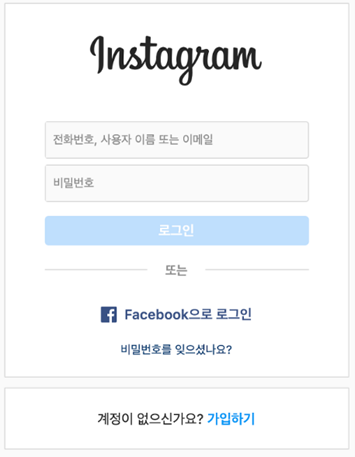 Instagram
전화번호, 사용자 이름 또는 이메일
비밀번호
로그인
또는
Facebook으로 로그인
비밀번호를 잊으셨나요?
계정이 없으신가요? 가입하기